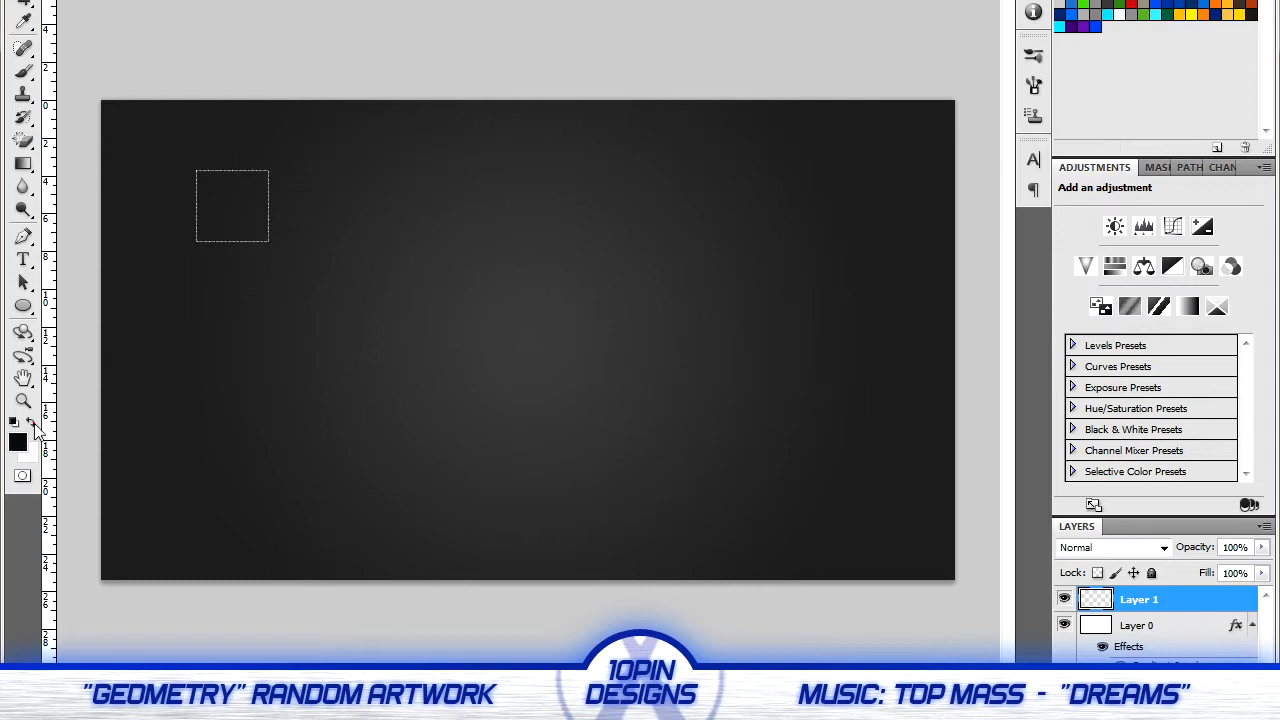 ADJUSTMENTS MAS PATH CHAN
Add an adjustment
Levels Presets
Curves Presets
Exposure Presets
Hue/Saturation Presets
Black & White Presets
Channel Mixer Presets
Selective Color Presets
LAYERS
Normal Opacity: 100%
Lock: Fill: 100%
Layer 1
Layer 0 fx
Effects
10PIN
DESIGNS
"GEOMETRY" RANDOM ARTWORK
MUSIC: TOP MASS - "DREAMS"